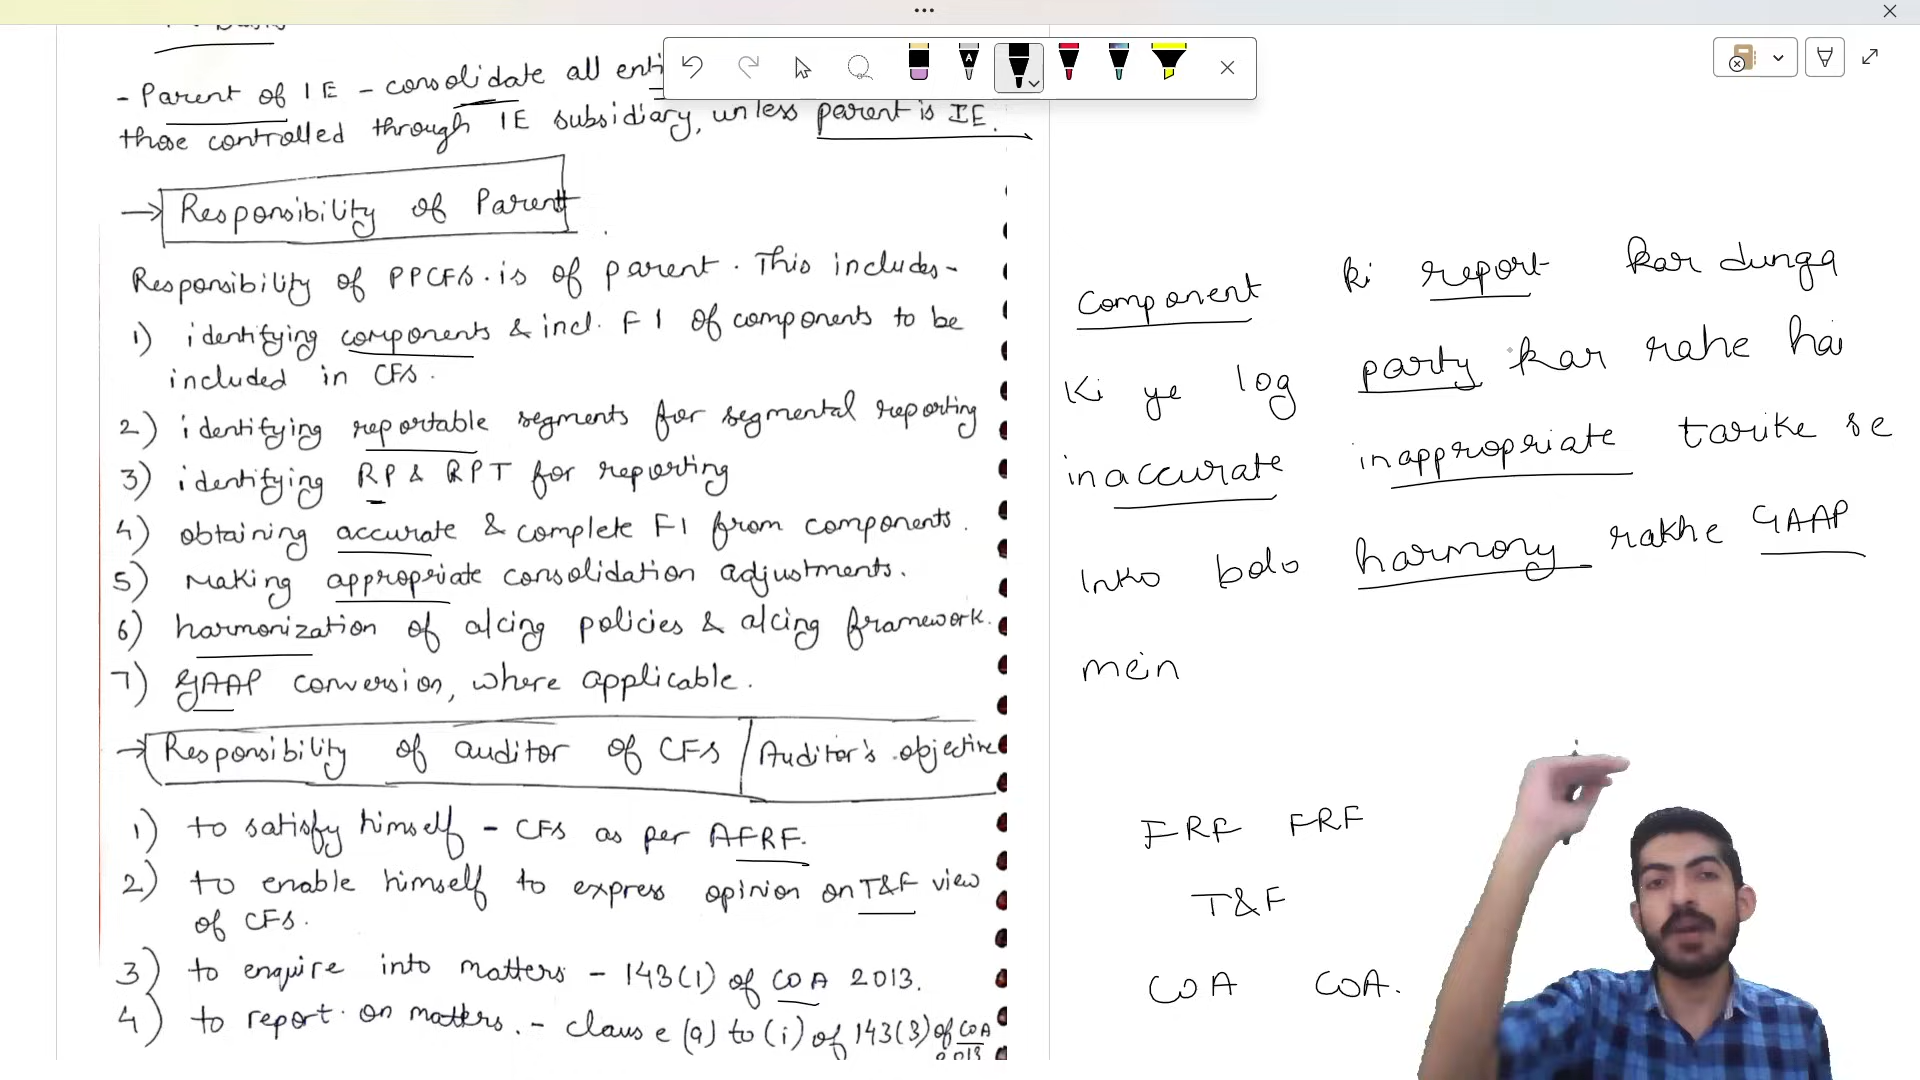 - Parent of IE - consolidate all enti
those controlled through IE subsidiary, unless parent is IE.
→ Responsibility of Parent
Responsibility of PPCFS. is of parent. This includes-
1) identifying components & incl. FI of components to be
included in CFS.
2) identifying reportable segments for segmental reporting
3) identifying RP & RPT for reporting
4) obtaining accurate & complete FI from components.
5) Making appropriate consolidation adjustments.
6) harmonization of a/cing policies & a/cing framework.
7) GAAP conversion, where applicable.
→ Responsibility of auditor of CFS | Auditor's objective
1) to satisfy himself - CFS as per AFRF.
2) to enable himself to express opinion on T&F view
of CFS.
3) to enquire into matters - 143(1) of COA 2013.
4) to report on matters. - clause (a) to (i) of 143(3) of COA
2013
Component ki report kar dunga
Ki ye log party kar rahe hai
inaccurate inappropriate tarike se
Inko bolo harmony rakhe GAAP
mein
FRF FRF
T&F
COA COA.